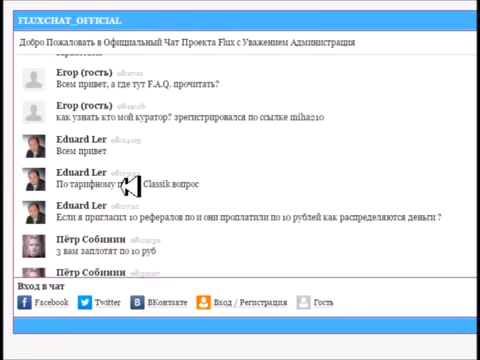 FLUXCHAT_OFFICIAL
Добро Пожаловать в Официальный Чат Проекта Flux с Уважением Администрация
Егор (гость)
Всем привет, а где тут F.A.Q. прочитать?
Егор (гость)
как узнать кто мой куратор? зрегистрировался по ссылке miha210
Eduard Ler
Всем привет
Eduard Ler
По тарифному Classik вопрос
Eduard Ler
Если я пригласил 10 рефералов по и они проплатили по 10 рублей как распределяются деньги ?
Пётр Собинин
3 вам заплотят по 10 руб
Пётр Собинин
Вход в чат
Facebook Twitter ВКонтакте Вход / Регистрация Гость